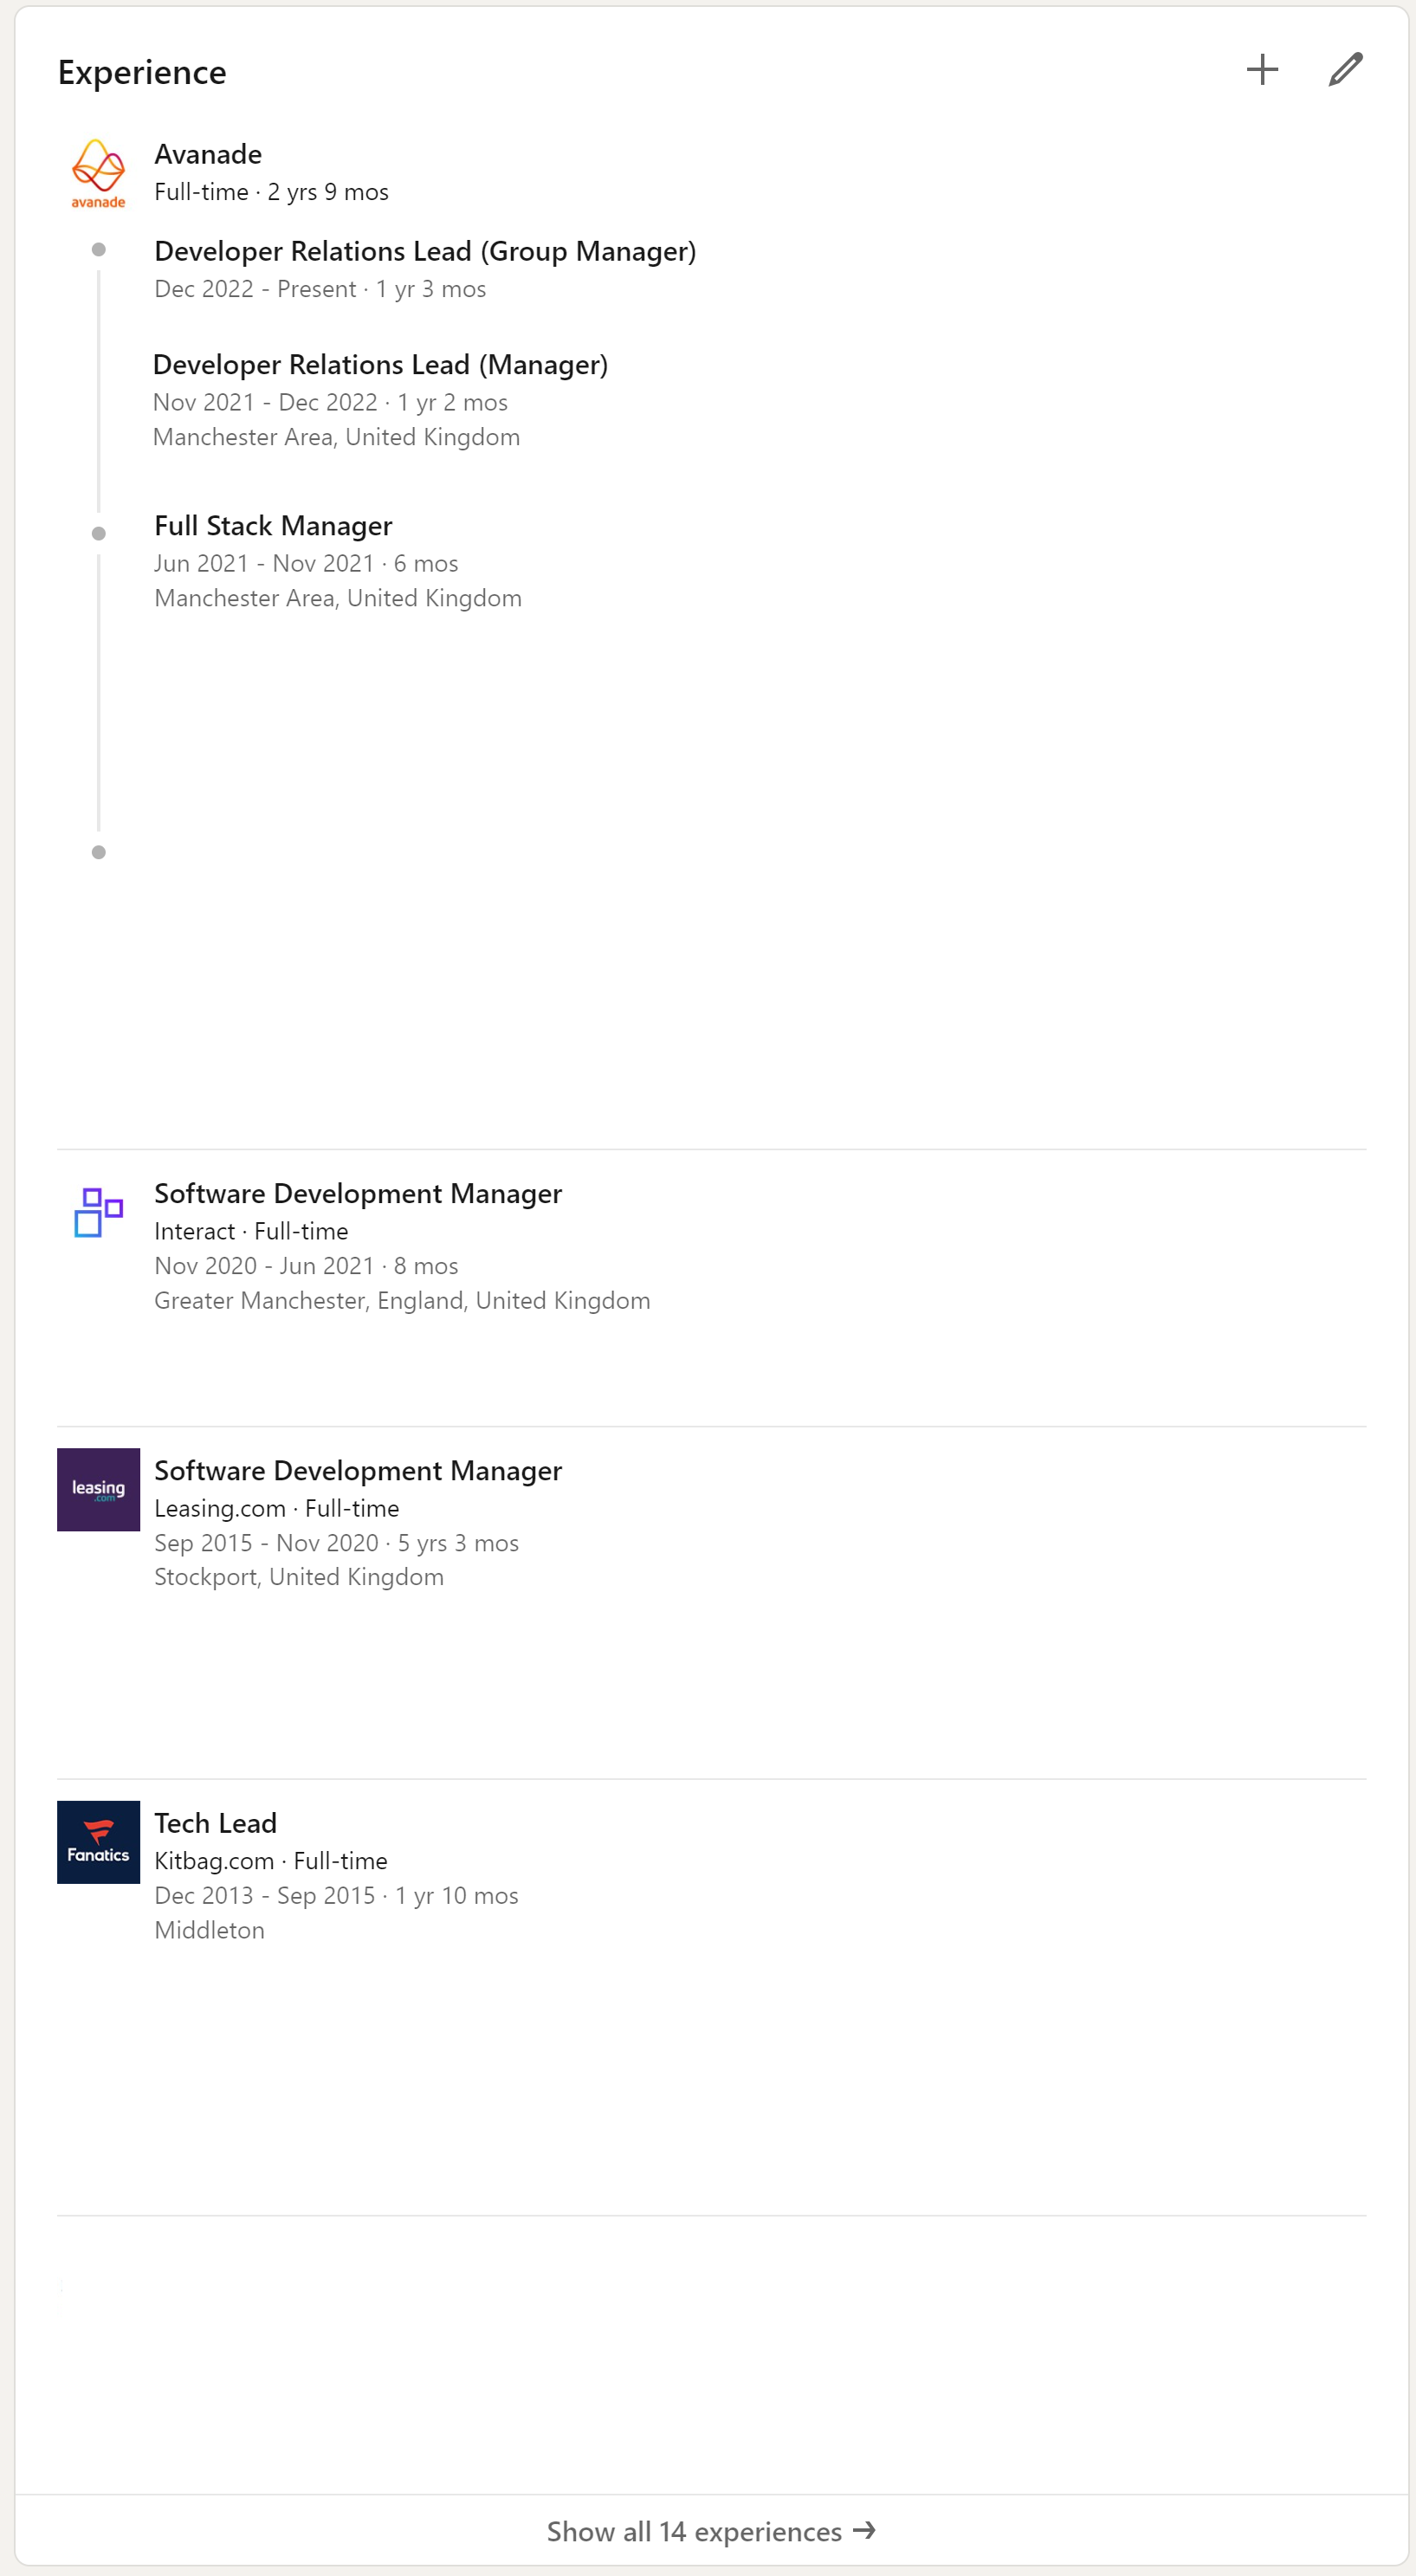 Experience
avanade
Avanade
Full-time · 2 yrs 9 mos
Developer Relations Lead (Group Manager)
Dec 2022 - Present · 1 yr 3 mos
Developer Relations Lead (Manager)
Nov 2021 - Dec 2022 · 1 yr 2 mos
Manchester Area, United Kingdom
Full Stack Manager
Jun 2021 - Nov 2021 · 6 mos
Manchester Area, United Kingdom
Software Development Manager
Interact · Full-time
Nov 2020 - Jun 2021 · 8 mos
Greater Manchester, England, United Kingdom
leasing
.com
Software Development Manager
Leasing.com · Full-time
Sep 2015 - Nov 2020 · 5 yrs 3 mos
Stockport, United Kingdom
Fanatics
Tech Lead
Kitbag.com · Full-time
Dec 2013 - Sep 2015 · 1 yr 10 mos
Middleton
Show all 14 experiences →